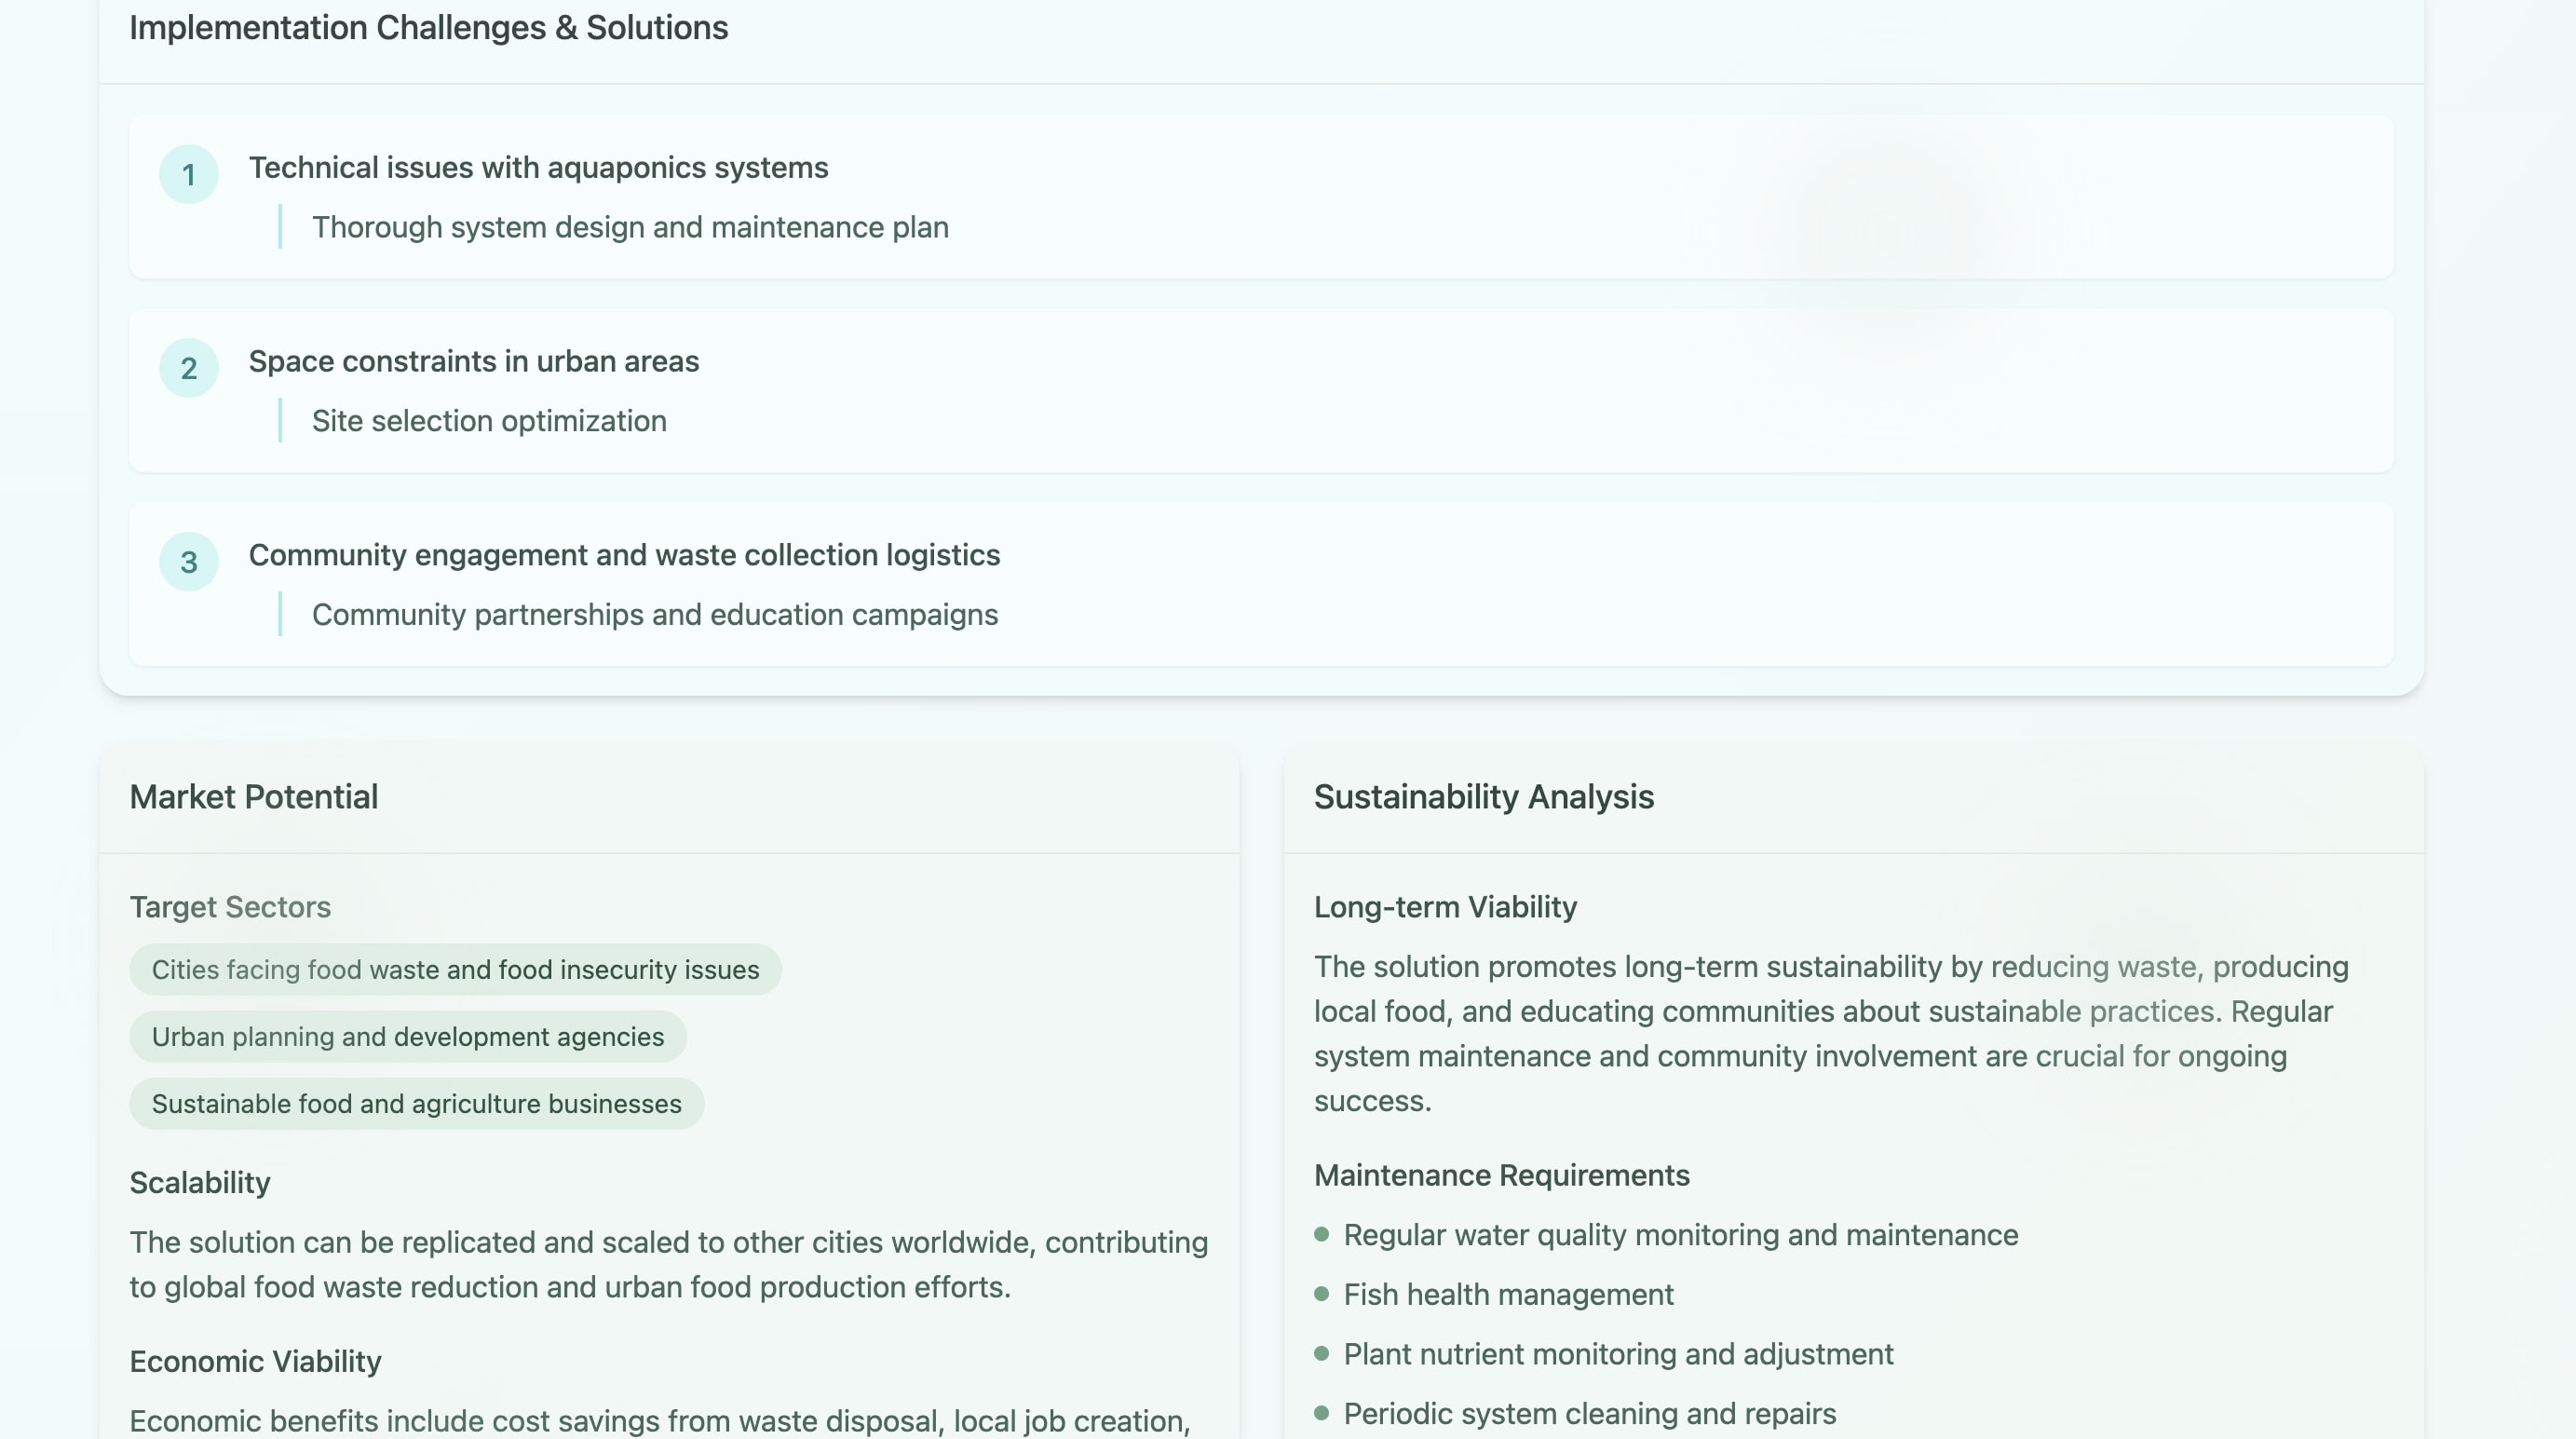 Implementation Challenges & Solutions
1
Technical issues with aquaponics systems
Thorough system design and maintenance plan
2
Space constraints in urban areas
Site selection optimization
3
Community engagement and waste collection logistics
Community partnerships and education campaigns
Market Potential
Target Sectors
Cities facing food waste and food insecurity issues
Urban planning and development agencies
Sustainable food and agriculture businesses
Scalability
The solution can be replicated and scaled to other cities worldwide, contributing
to global food waste reduction and urban food production efforts.
Economic Viability
Economic benefits include cost savings from waste disposal, local job creation,
Sustainability Analysis
Long-term Viability
The solution promotes long-term sustainability by reducing waste, producing
local food, and educating communities about sustainable practices. Regular
system maintenance and community involvement are crucial for ongoing
success.
Maintenance Requirements
Regular water quality monitoring and maintenance
Fish health management
Plant nutrient monitoring and adjustment
Periodic system cleaning and repairs